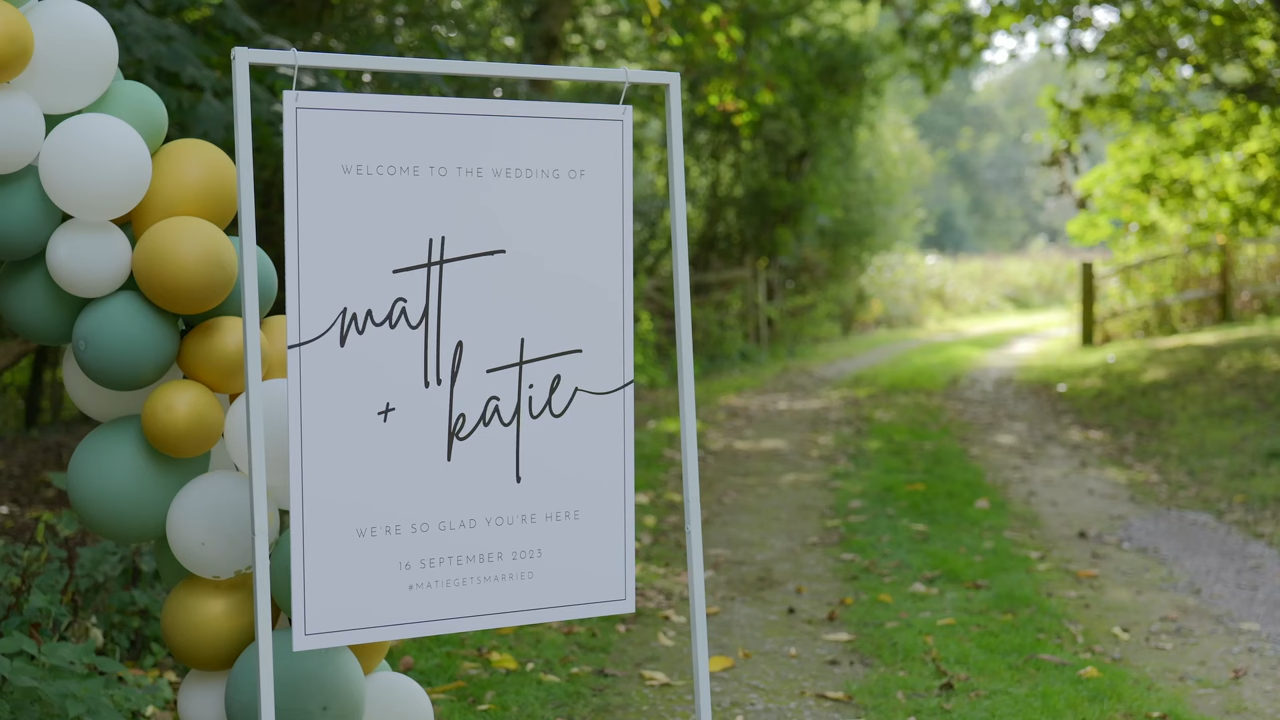 WELCOME TO THE WEDDING OF
matt
+ katie
WE'RE SO GLAD YOU'RE HERE
16 SEPTEMBER 2023
#MATIEGETSMARRIED